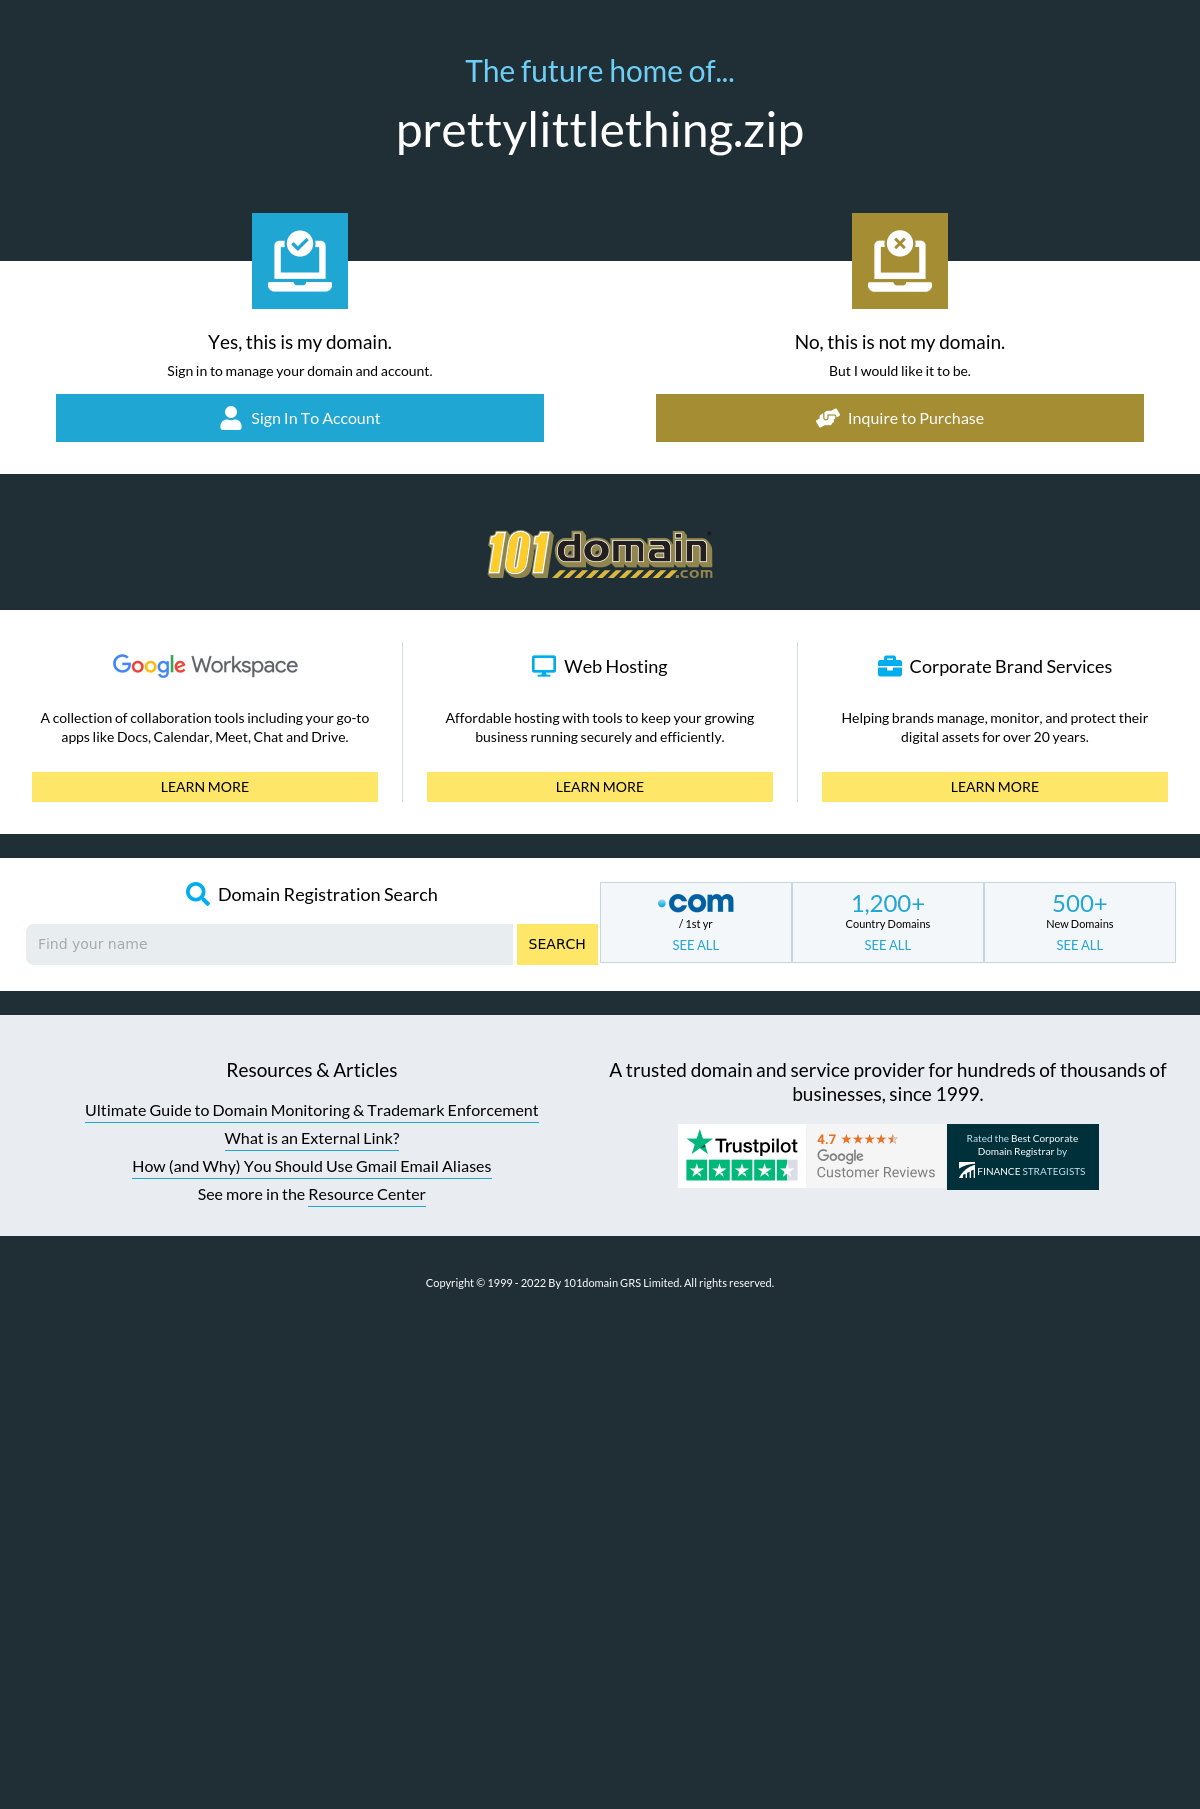 The future home of...
prettylittlething.zip
Yes, this is my domain.
Sign in to manage your domain and account.
Sign In To Account
No, this is not my domain.
But I would like it to be.
Inquire to Purchase
101domain
.com
Google Workspace
A collection of collaboration tools including your go-to
apps like Docs, Calendar, Meet, Chat and Drive.
LEARN MORE
Web Hosting
Affordable hosting with tools to keep your growing
business running securely and efficiently.
LEARN MORE
Corporate Brand Services
Helping brands manage, monitor, and protect their
digital assets for over 20 years.
LEARN MORE
Domain Registration Search
Find your name
SEARCH
.com
/ 1st yr
SEE ALL
1,200+
Country Domains
SEE ALL
500+
New Domains
SEE ALL
Resources & Articles
Ultimate Guide to Domain Monitoring & Trademark Enforcement
What is an External Link?
How (and Why) You Should Use Gmail Email Aliases
See more in the Resource Center
A trusted domain and service provider for hundreds of thousands of
businesses, since 1999.
Trustpilot
4.7
Google
Customer Reviews
Rated the Best Corporate
Domain Registrar by
FINANCE STRATEGISTS
Copyright © 1999 - 2022 By 101domain GRS Limited. All rights reserved.